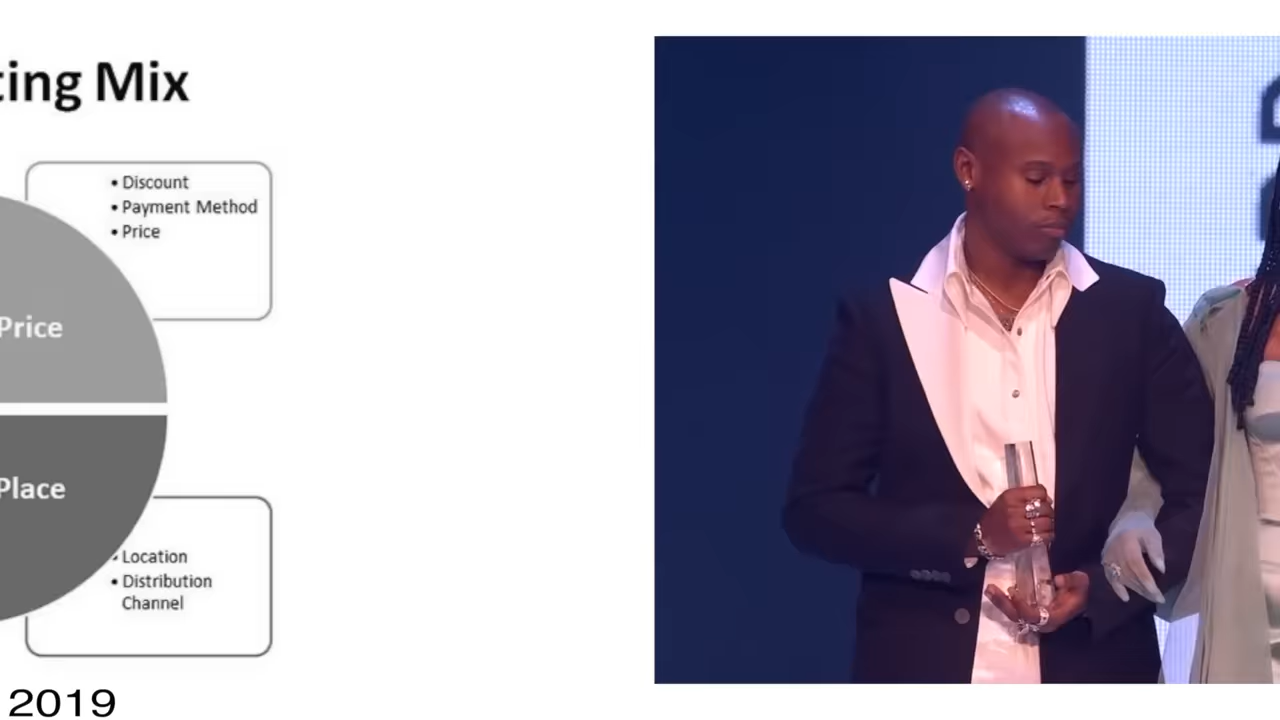 ting Mix
Discount
Payment Method
Price
Price
Place
Location
Distribution
Channel
2019